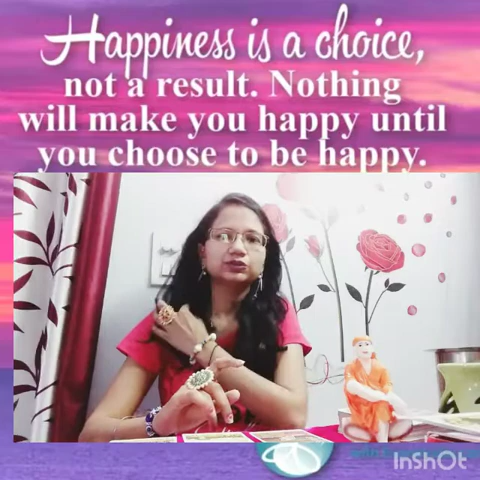 Happiness is a choice,
not a result. Nothing
will make you happy until
you choose to be happy.
InShOt